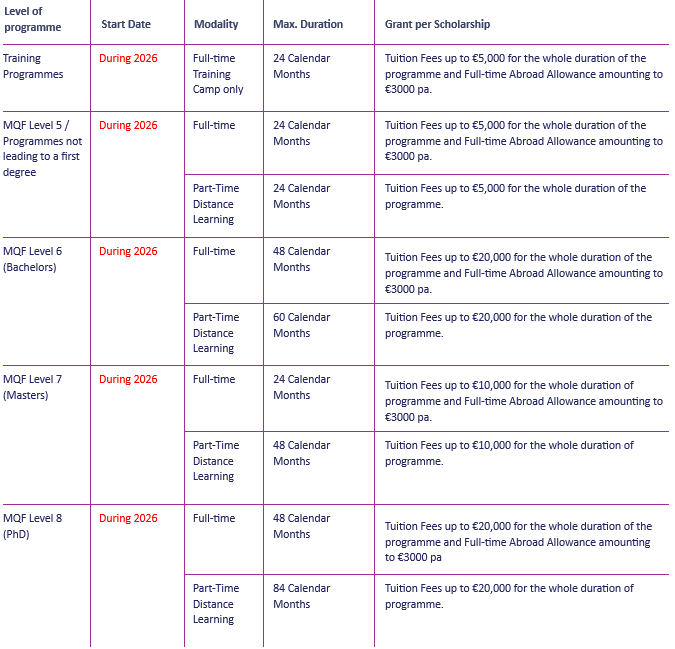 Level of
programme
Start Date
Modality
Max. Duration
Grant per Scholarship
Training
Programmes
During 2026
Full-time
Training
Camp only
24 Calendar
Months
Tuition Fees up to €5,000 for the whole duration of the
programme and Full-time Abroad Allowance amounting to
€3000 pa.
MQF Level 5 /
Programmes not
leading to a first
degree
During 2026
Full-time
24 Calendar
Months
Tuition Fees up to €5,000 for the whole duration of the
programme and Full-time Abroad Allowance amounting to
€3000 pa.
Part-Time
Distance
Learning
24 Calendar
Months
Tuition Fees up to €5,000 for the whole duration of the
programme.
MQF Level 6
(Bachelors)
During 2026
Full-time
48 Calendar
Months
Tuition Fees up to €20,000 for the whole duration of the
programme and Full-time Abroad Allowance amounting to
€3000 pa.
Part-Time
Distance
Learning
60 Calendar
Months
Tuition Fees up to €20,000 for the whole duration of the
programme.
MQF Level 7
(Masters)
During 2026
Full-time
24 Calendar
Months
Tuition Fees up to €10,000 for the whole duration of
programme and Full-time Abroad Allowance amounting to
€3000 pa.
Part-Time
Distance
Learning
48 Calendar
Months
Tuition Fees up to €10,000 for the whole duration of
programme.
MQF Level 8
(PhD)
During 2026
Full-time
48 Calendar
Months
Tuition Fees up to €20,000 for the whole duration of the
programme and Full-time Abroad Allowance amounting
to €3000 pa
Part-Time
Distance
Learning
84 Calendar
Months
Tuition Fees up to €20,000 for the whole duration of
programme.